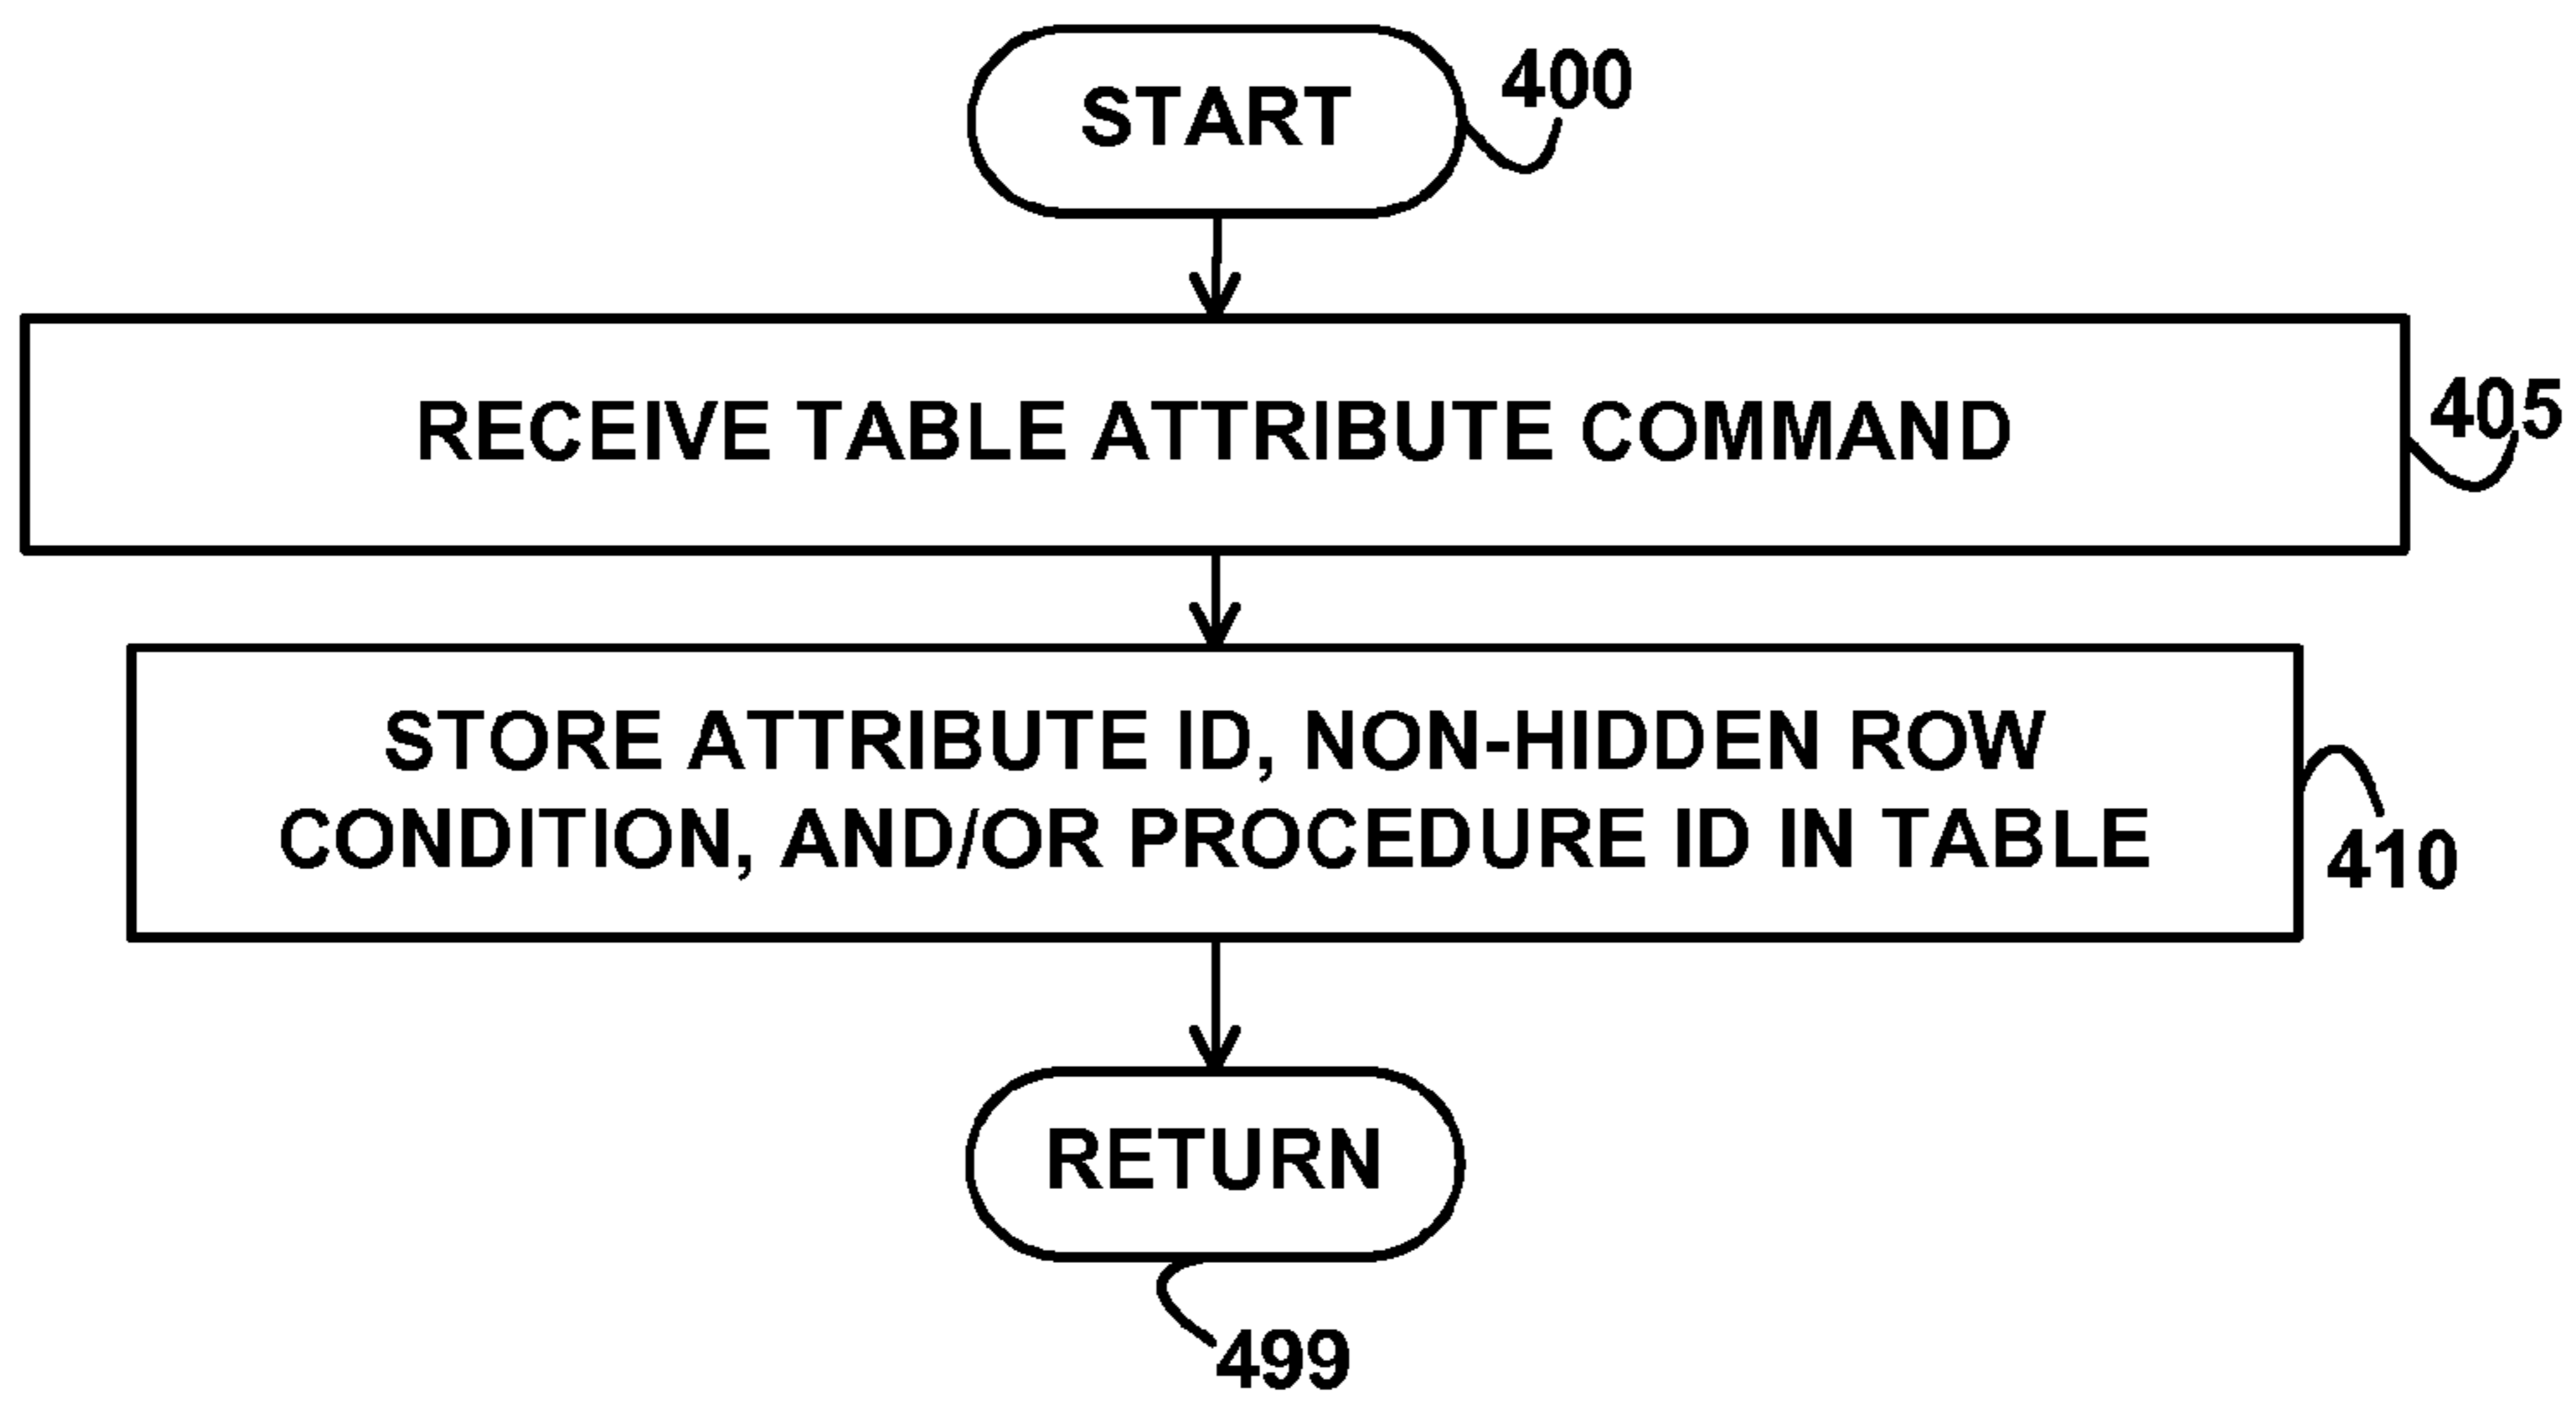 START
400
RECEIVE TABLE ATTRIBUTE COMMAND
405
STORE ATTRIBUTE ID, NON-HIDDEN ROW
CONDITION, AND/OR PROCEDURE ID IN TABLE
410
RETURN
499